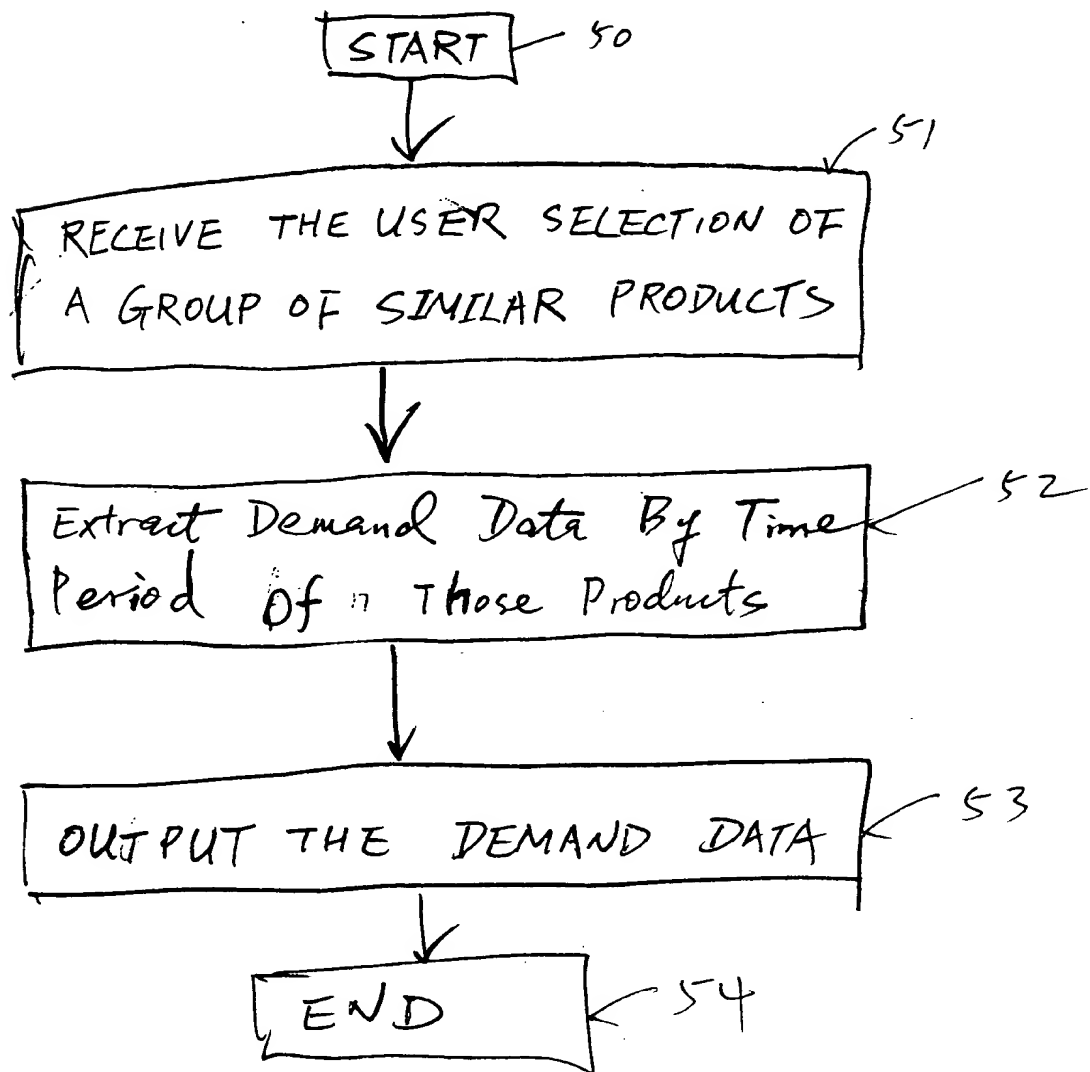 START
50
51
RECEIVE THE USER SELECTION OF
A GROUP OF SIMILAR PRODUCTS
52
Extract Demand Data By Time
Period Of Those Products
53
OUTPUT THE DEMAND DATA
END
54